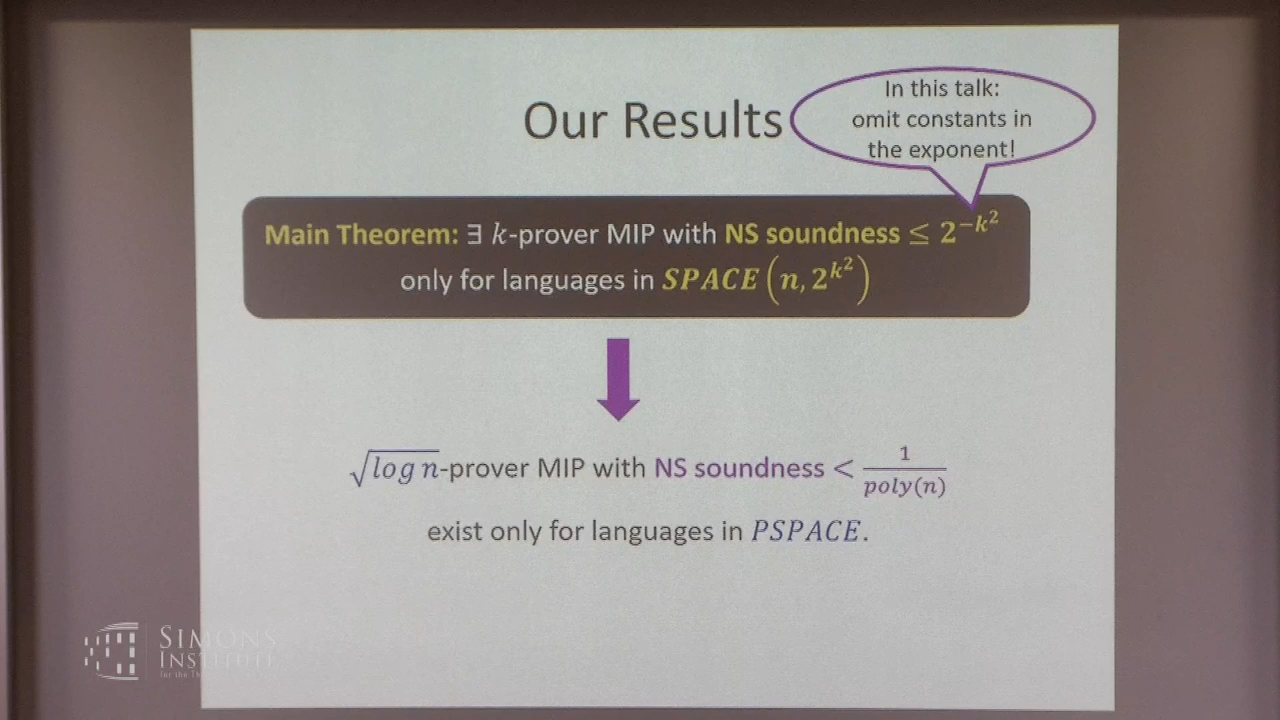 Our Results
In this talk:
omit constants in
the exponent!
Main Theorem: ∃ k-prover MIP with NS soundness ≤ 2^{-k^2}
only for languages in SPACE(n, 2^{k^2})
√(log n)-prover MIP with NS soundness < 1/poly(n)
exist only for languages in PSPACE.
SIMONS
INSTITUTE
for the